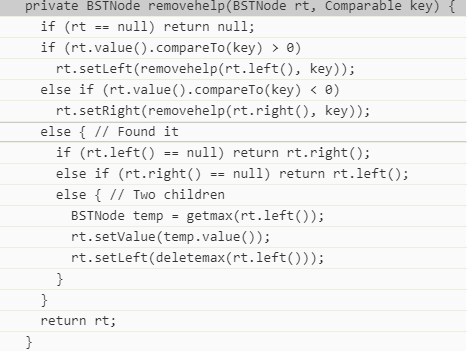 private BSTNode removehelp(BSTNode rt, Comparable key) {
  if (rt == null) return null;
  if (rt.value().compareTo(key) > 0)
    rt.setLeft(removehelp(rt.left(), key));
  else if (rt.value().compareTo(key) < 0)
    rt.setRight(removehelp(rt.right(), key));
  else { // Found it
    if (rt.left() == null) return rt.right();
    else if (rt.right() == null) return rt.left();
    else { // Two children
      BSTNode temp = getmax(rt.left());
      rt.setValue(temp.value());
      rt.setLeft(deletemax(rt.left()));
    }
  }
  return rt;
}